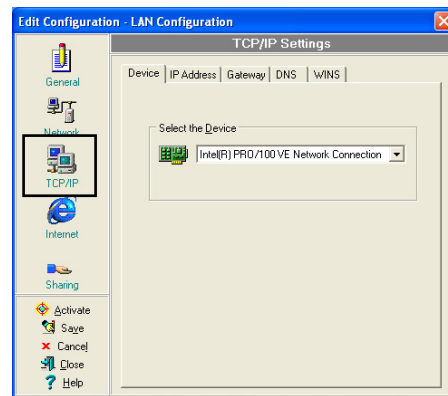 Edit Configuration - LAN Configuration
TCP/IP Settings
General
Network
TCP/IP
Internet
Sharing
Activate
Save
Cancel
Close
Help
Device
IP Address
Gateway
DNS
WINS
Select the Device
Intel(R) PRO/100 VE Network Connection